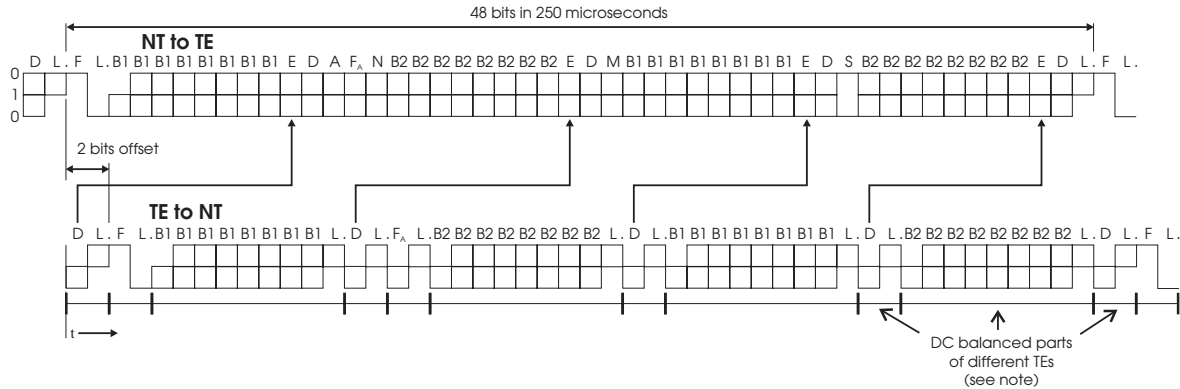 48 bits in 250 microseconds
NT to TE
D L. F L. B1 B1 B1 B1 B1 B1 B1 B1 E D A FA N B2 B2 B2 B2 B2 B2 B2 B2 E D M B1 B1 B1 B1 B1 B1 B1 B1 E D S B2 B2 B2 B2 B2 B2 B2 B2 E D L. F L.
0
1
0
2 bits offset
TE to NT
D L. F L. B1 B1 B1 B1 B1 B1 B1 B1 L. D L. FA L. B2 B2 B2 B2 B2 B2 B2 B2 L. D L. B1 B1 B1 B1 B1 B1 B1 B1 L. D L. B2 B2 B2 B2 B2 B2 B2 B2 L. D L. F L.
t
DC balanced parts
of different TEs
(see note)